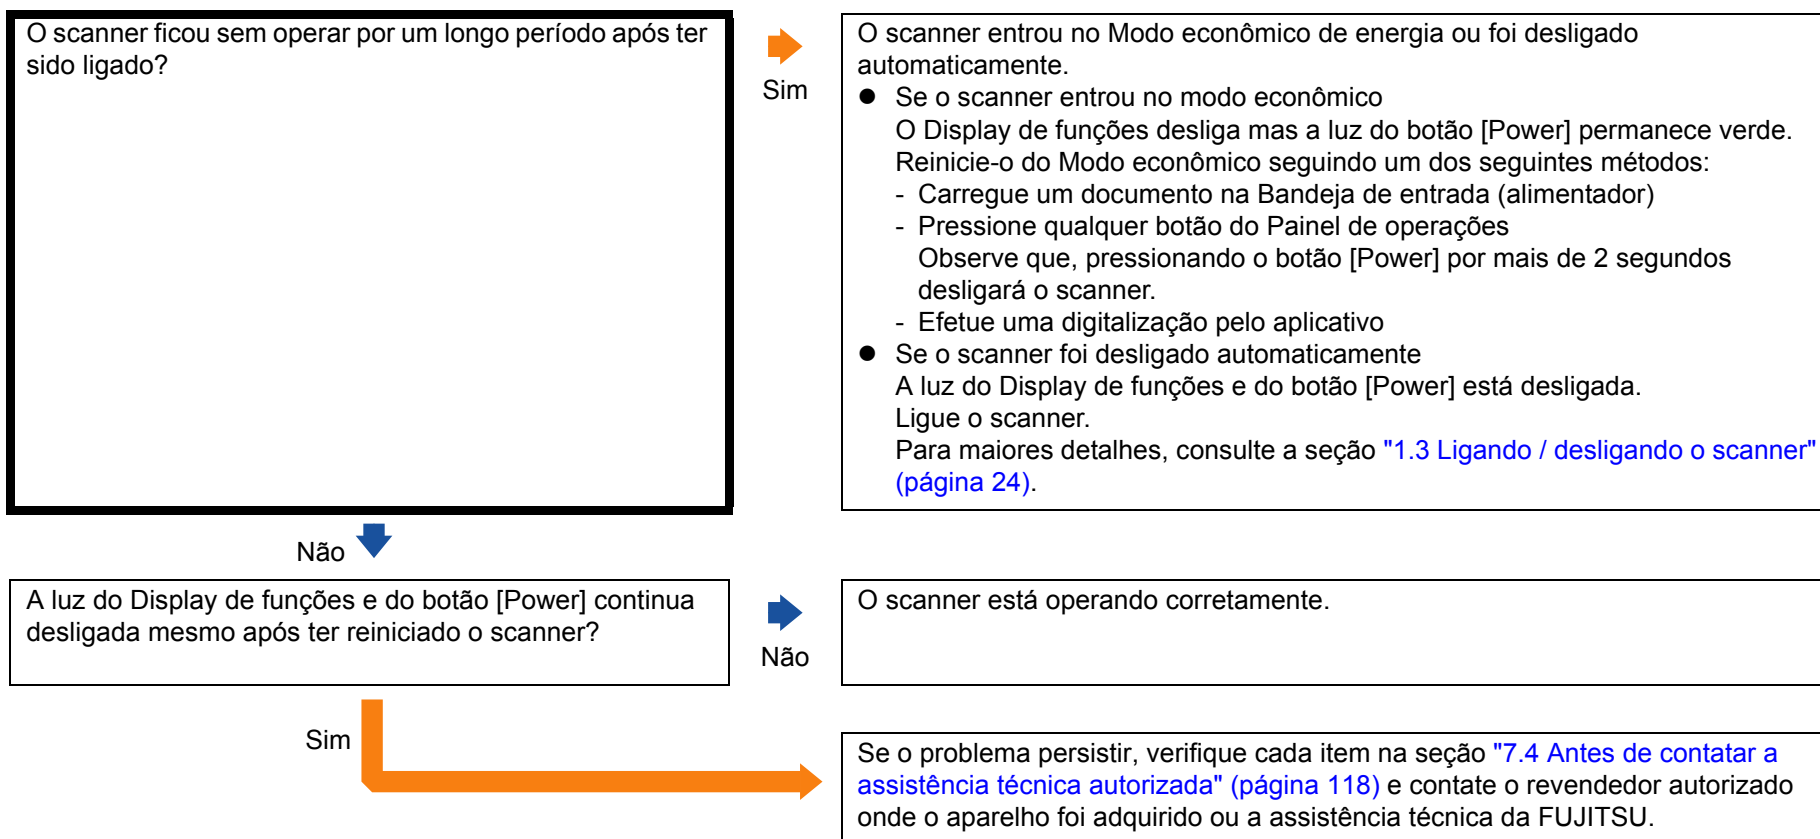 O scanner ficou sem operar por um longo período após ter
sido ligado?
Sim
O scanner entrou no Modo econômico de energia ou foi desligado
automaticamente.
● Se o scanner entrou no modo econômico
O Display de funções desliga mas a luz do botão [Power] permanece verde.
Reinicie-o do Modo econômico seguindo um dos seguintes métodos:
- Carregue um documento na Bandeja de entrada (alimentador)
- Pressione qualquer botão do Painel de operações
Observe que, pressionando o botão [Power] por mais de 2 segundos
desligará o scanner.
- Efetue uma digitalização pelo aplicativo
● Se o scanner foi desligado automaticamente
A luz do Display de funções e do botão [Power] está desligada.
Ligue o scanner.
Para maiores detalhes, consulte a seção "1.3 Ligando / desligando o scanner"
(página 24).
Não
A luz do Display de funções e do botão [Power] continua
desligada mesmo após ter reiniciado o scanner?
Não
O scanner está operando corretamente.
Sim
Se o problema persistir, verifique cada item na seção "7.4 Antes de contatar a
assistência técnica autorizada" (página 118) e contate o revendedor autorizado
onde o aparelho foi adquirido ou a assistência técnica da FUJITSU.